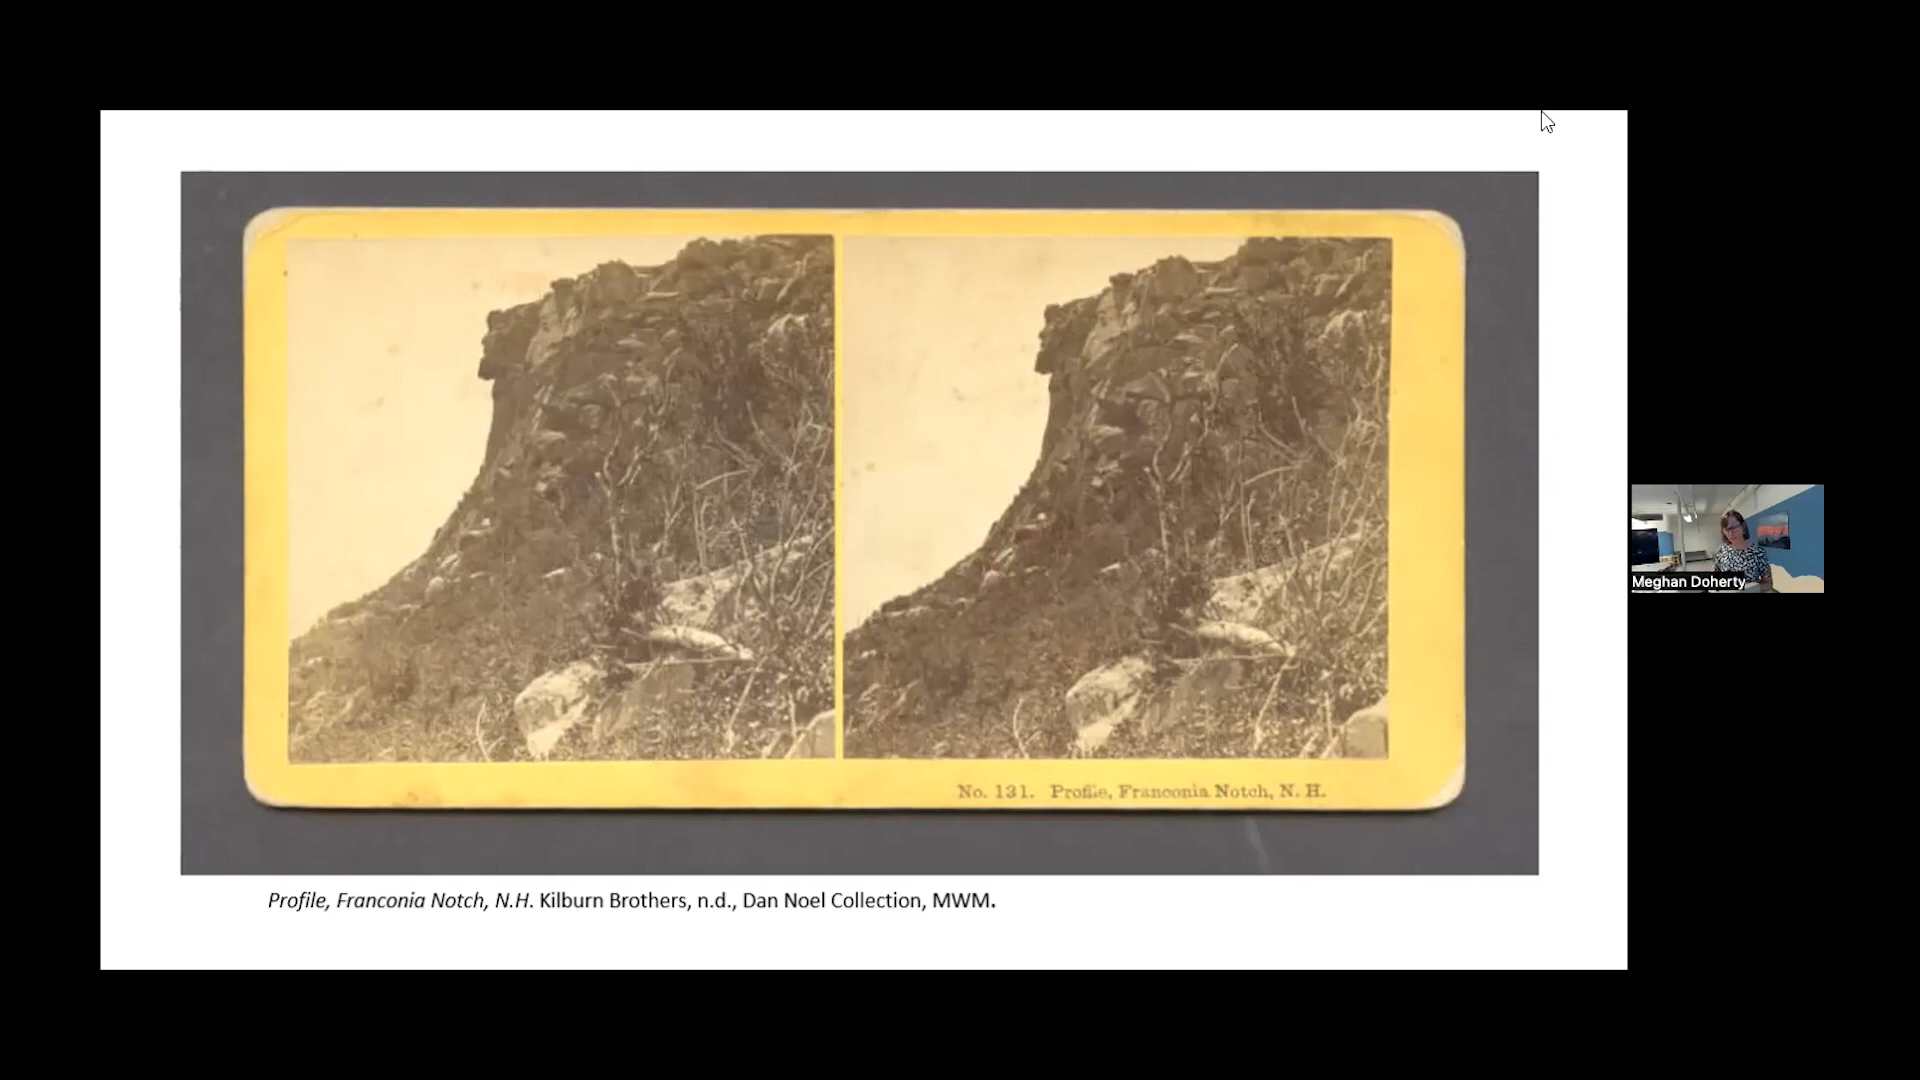 No. 131. Profile, Franconia Notch, N. H.
Profile, Franconia Notch, N.H. Kilburn Brothers, n.d., Dan Noel Collection, MWM.
Meghan Doherty